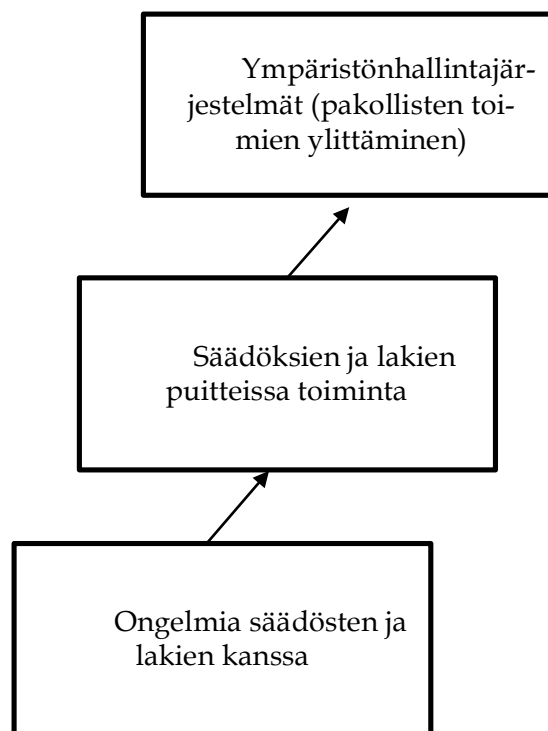 Ympäristönhallintajär-
jestelmät (pakollisten toi-
mien ylittäminen)
Säädöksien ja lakien
puitteissa toiminta
Ongelmia säädösten ja
lakien kanssa